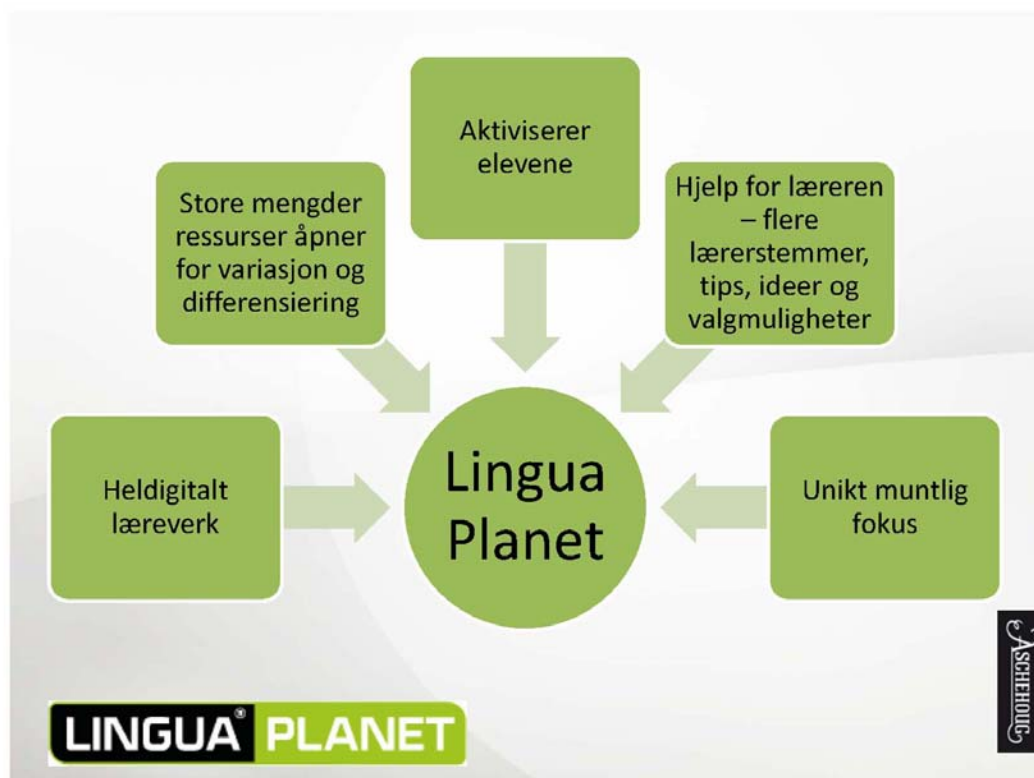 Aktiviserer
elevene
Store mengder
ressurser åpner
for variasjon og
differensiering
Hjelp for læreren
– flere
lærerstemmer,
tips, ideer og
valgmuligheter
Heldigitalt
læreverk
Lingua
Planet
Unikt muntlig
fokus
ASCHEHOUG
LINGUA® PLANET